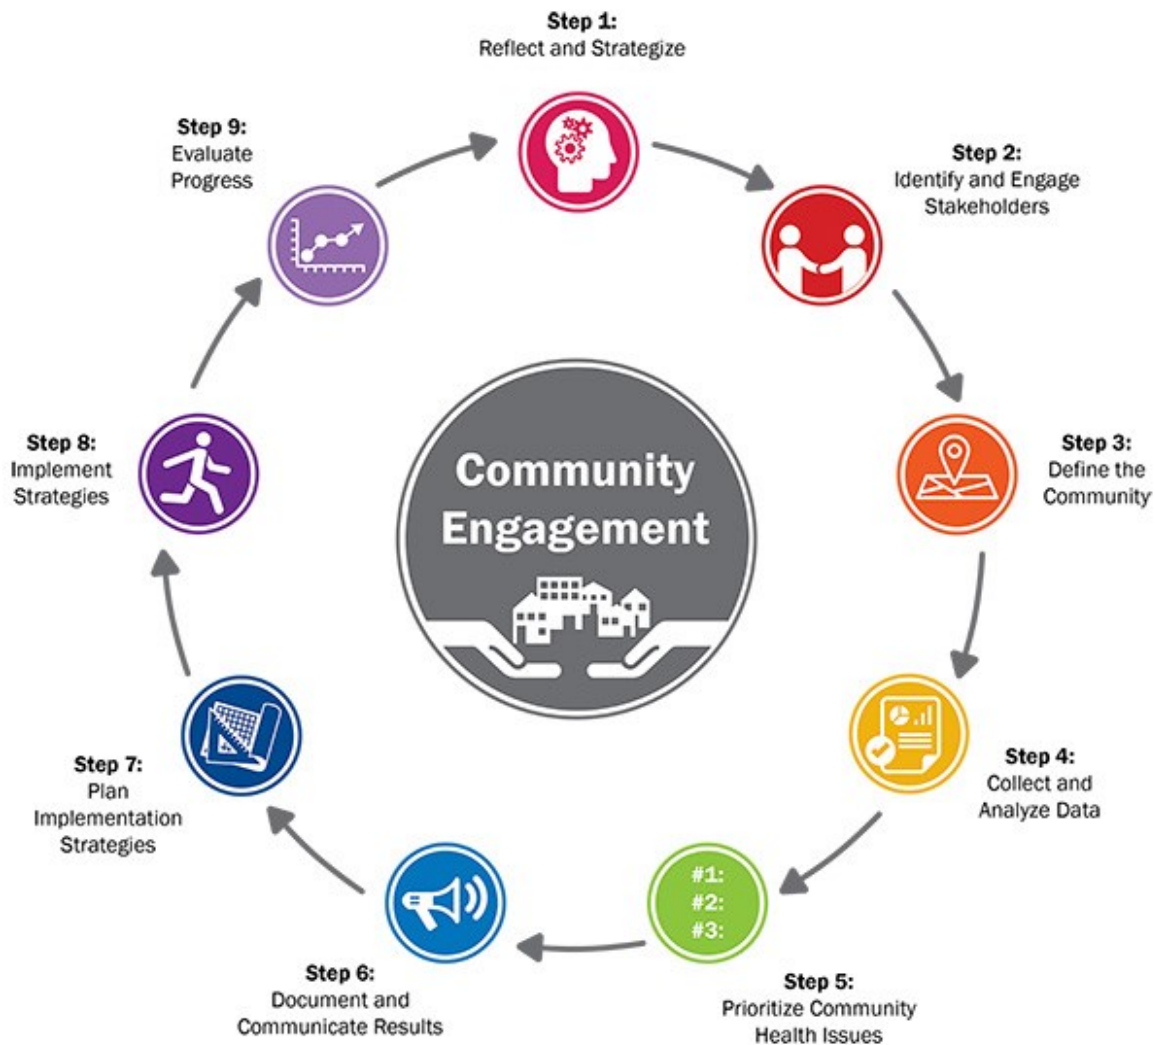 Step 1:
Reflect and Strategize
Step 2:
Identify and Engage
Stakeholders
Step 3:
Define the
Community
Step 4:
Collect and
Analyze Data
#1:
#2:
#3:
Step 5:
Prioritize Community
Health Issues
Step 6:
Document and
Communicate Results
Step 7:
Plan
Implementation
Strategies
Step 8:
Implement
Strategies
Step 9:
Evaluate
Progress
Community
Engagement